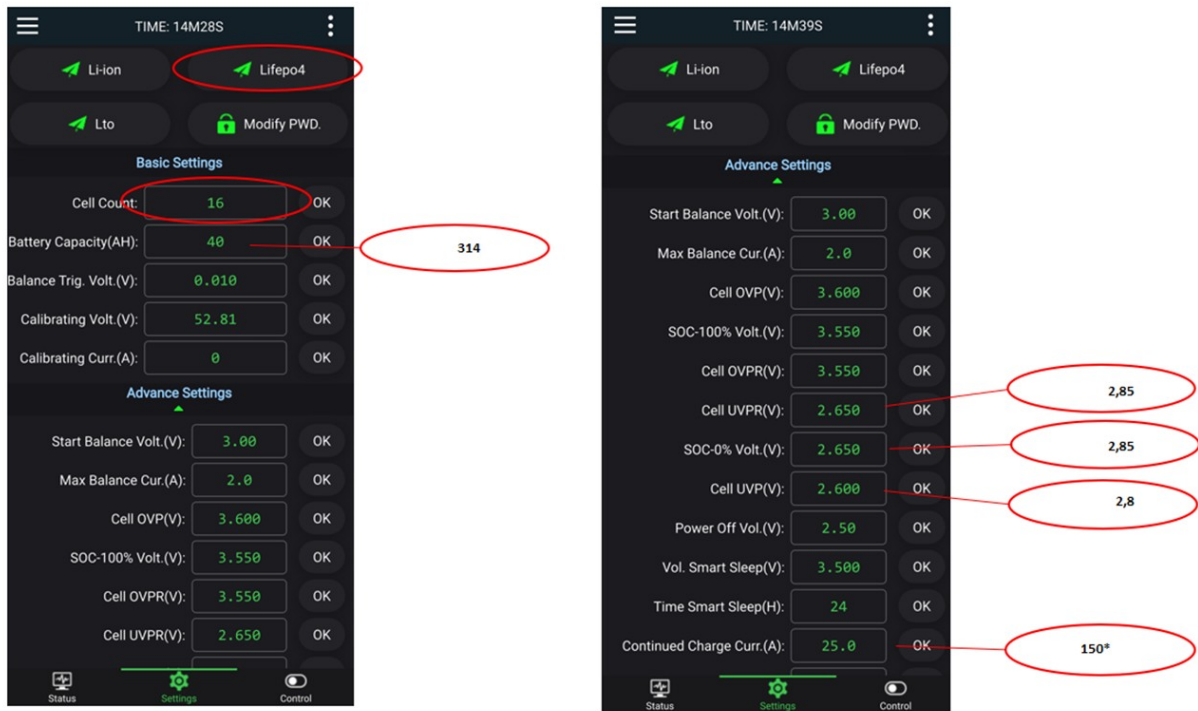 TIME: 14M28S
Li-ion
Lifepo4
Lto
Modify PWD.
Basic Settings
Cell Count: 16 OK
Battery Capacity(AH): 40 OK
314
Balance Trig. Volt.(V): 0.010 OK
Calibrating Volt.(V): 52.81 OK
Calibrating Curr.(A): 0 OK
Advance Settings
Start Balance Volt.(V): 3.00 OK
Max Balance Cur.(A): 2.0 OK
Cell OVP(V): 3.600 OK
SOC-100% Volt.(V): 3.550 OK
Cell OVPR(V): 3.550 OK
Cell UVPR(V): 2.650 OK
Status
Settings
Control
TIME: 14M39S
Li-ion
Lifepo4
Lto
Modify PWD.
Advance Settings
Start Balance Volt.(V): 3.00 OK
Max Balance Cur.(A): 2.0 OK
Cell OVP(V): 3.600 OK
SOC-100% Volt.(V): 3.550 OK
Cell OVPR(V): 3.550 OK
Cell UVPR(V): 2.650 OK
2,85
SOC-0% Volt.(V): 2.650 OK
2,85
Cell UVP(V): 2.600 OK
2,8
Power Off Vol.(V): 2.50 OK
Vol. Smart Sleep(V): 3.500 OK
Time Smart Sleep(H): 24 OK
Continued Charge Curr.(A): 25.0 OK
150*
Status
Settings
Control